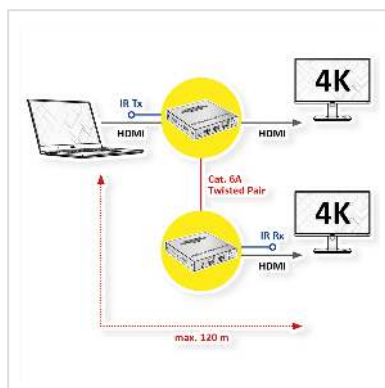 4K
IR Tx
HDMI
HDMI
Cat. 6A
Twisted Pair
4K
IR Rx
HDMI
max. 120 m